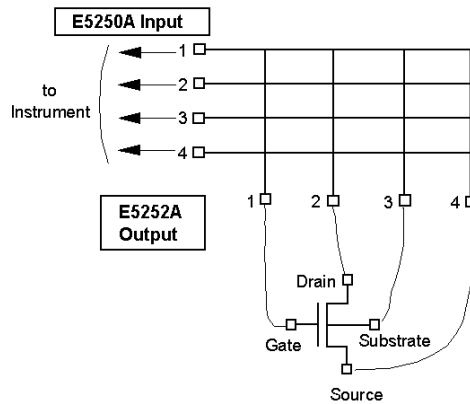 E5250A Input
1
2
3
4
to
Instrument
E5252A
Output
1 2 3 4
Drain
Gate
Substrate
Source